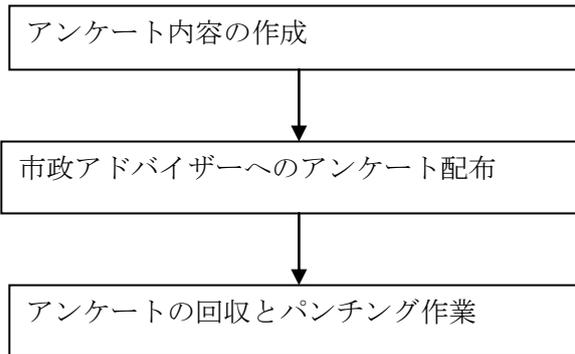 アンケート内容の作成
市政アドバイザーへのアンケート配布
アンケートの回収とパンチング作業